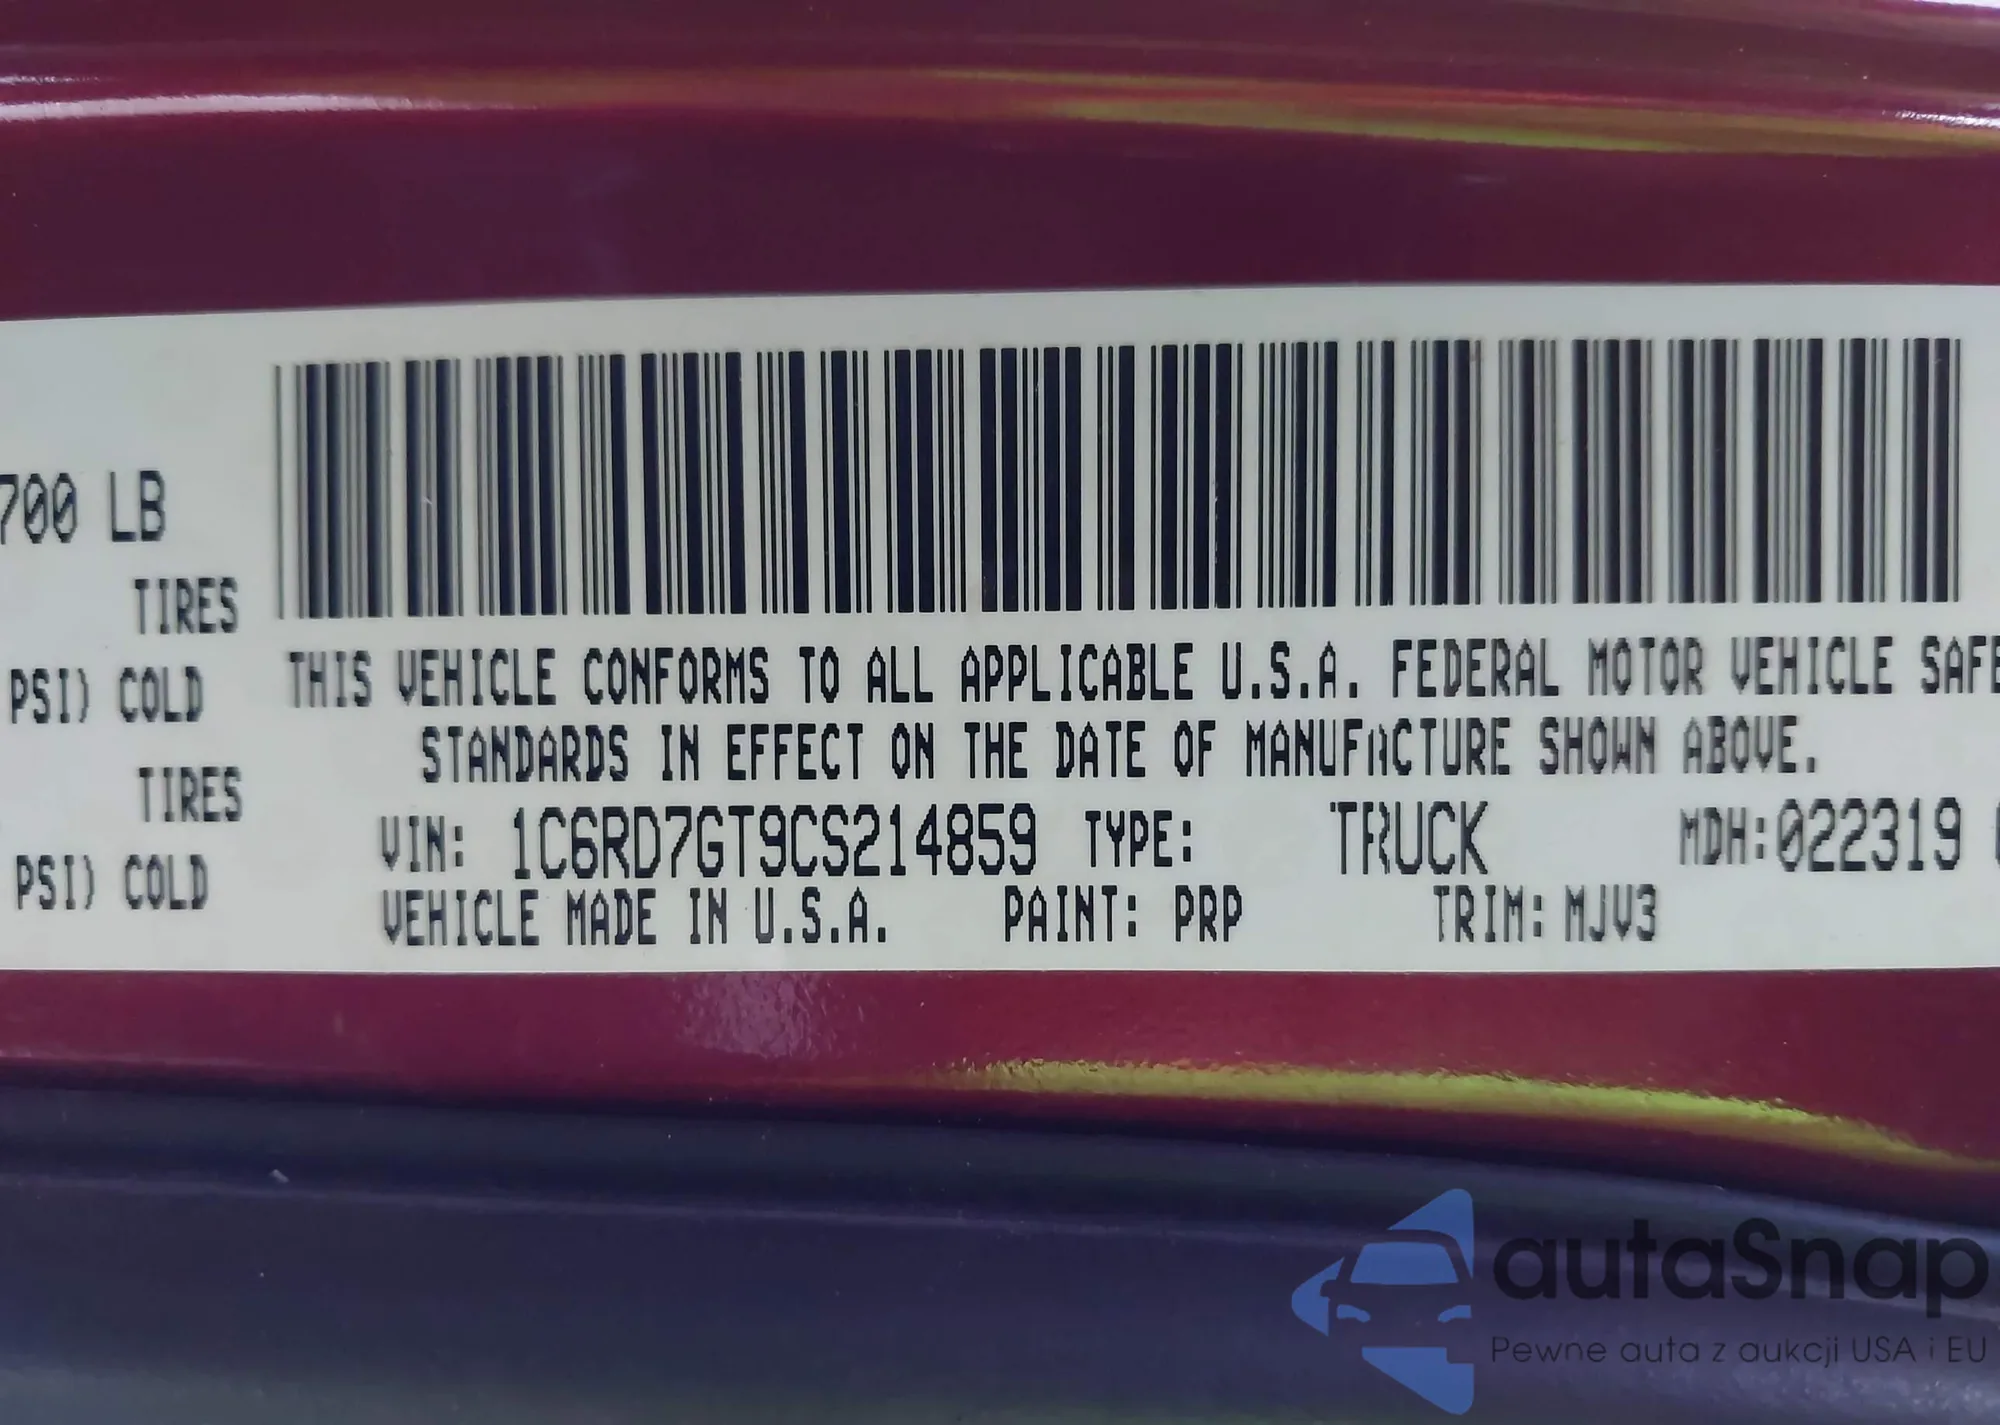 700 LB
TIRES
PSI) COLD
TIRES
PSI) COLD
THIS VEHICLE CONFORMS TO ALL APPLICABLE U.S.A. FEDERAL MOTOR VEHICLE SAFE
STANDARDS IN EFFECT ON THE DATE OF MANUFACTURE SHOWN ABOVE.
VIN: 1C6RD7GT9CS214859 TYPE: TRUCK MDH:022319
VEHICLE MADE IN U.S.A. PAINT: PRP TRIM: MJV3
autaSnap
Pewne auta z aukcji USA i EU